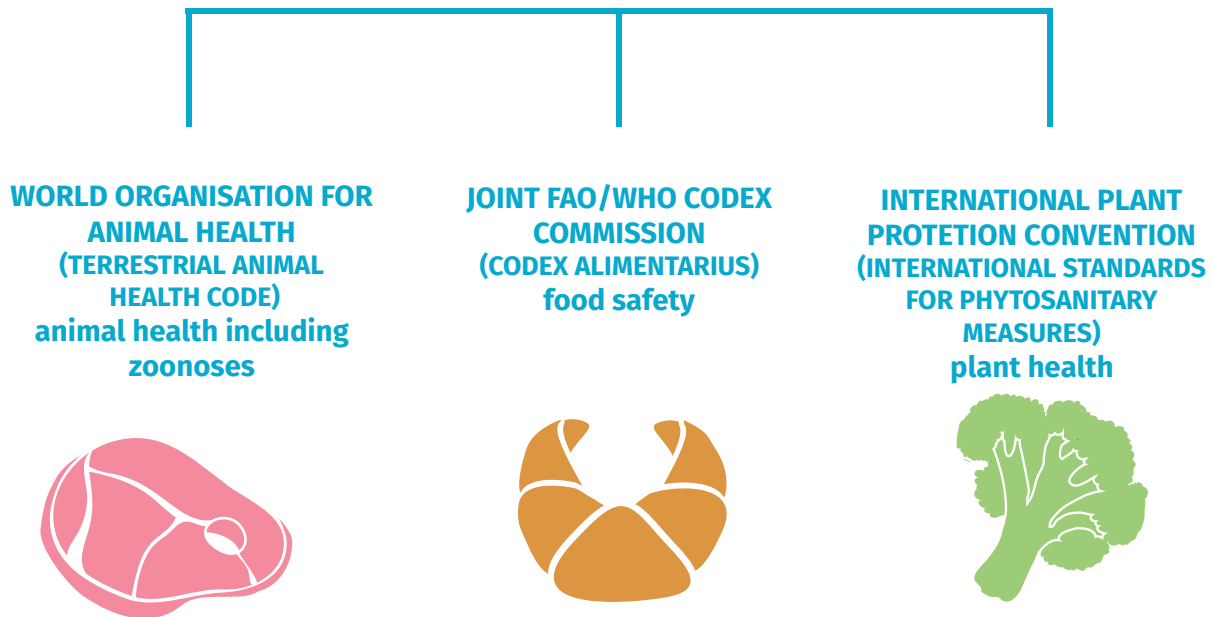 WORLD ORGANISATION FOR
ANIMAL HEALTH
(TERRESTRIAL ANIMAL
HEALTH CODE)
animal health including
zoonoses
JOINT FAO/WHO CODEX
COMMISSION
(CODEX ALIMENTARIUS)
food safety
INTERNATIONAL PLANT
PROTETION CONVENTION
(INTERNATIONAL STANDARDS
FOR PHYTOSANITARY
MEASURES)
plant health